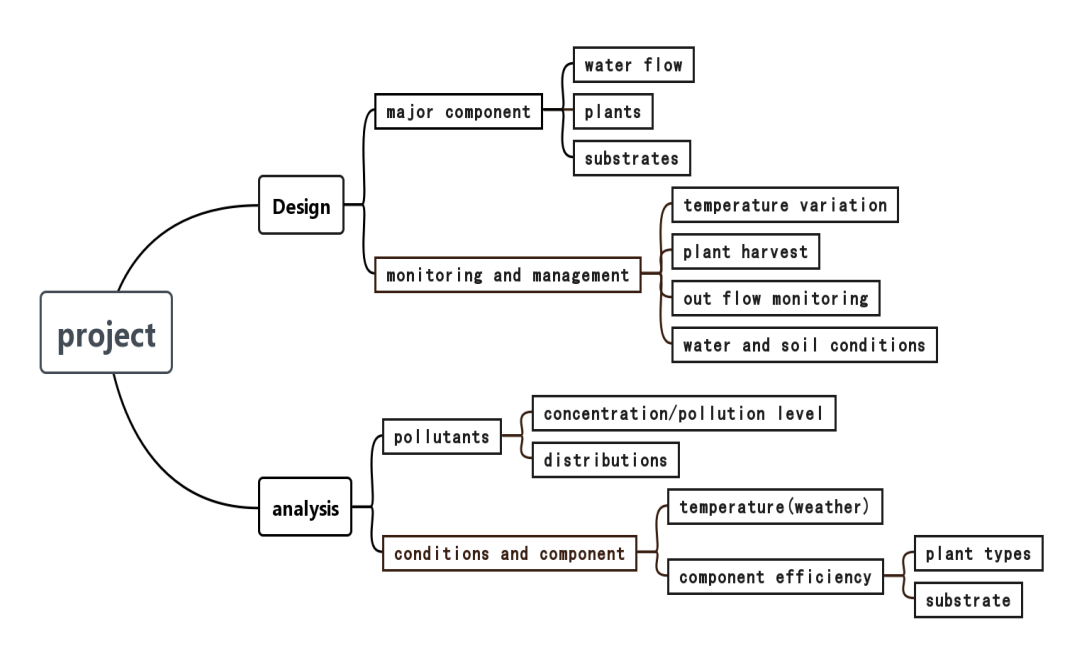 project
Design
major component
water flow
plants
substrates
monitoring and management
temperature variation
plant harvest
out flow monitoring
water and soil conditions
analysis
pollutants
concentration/pollution level
distributions
conditions and component
temperature(weather)
component efficiency
plant types
substrate